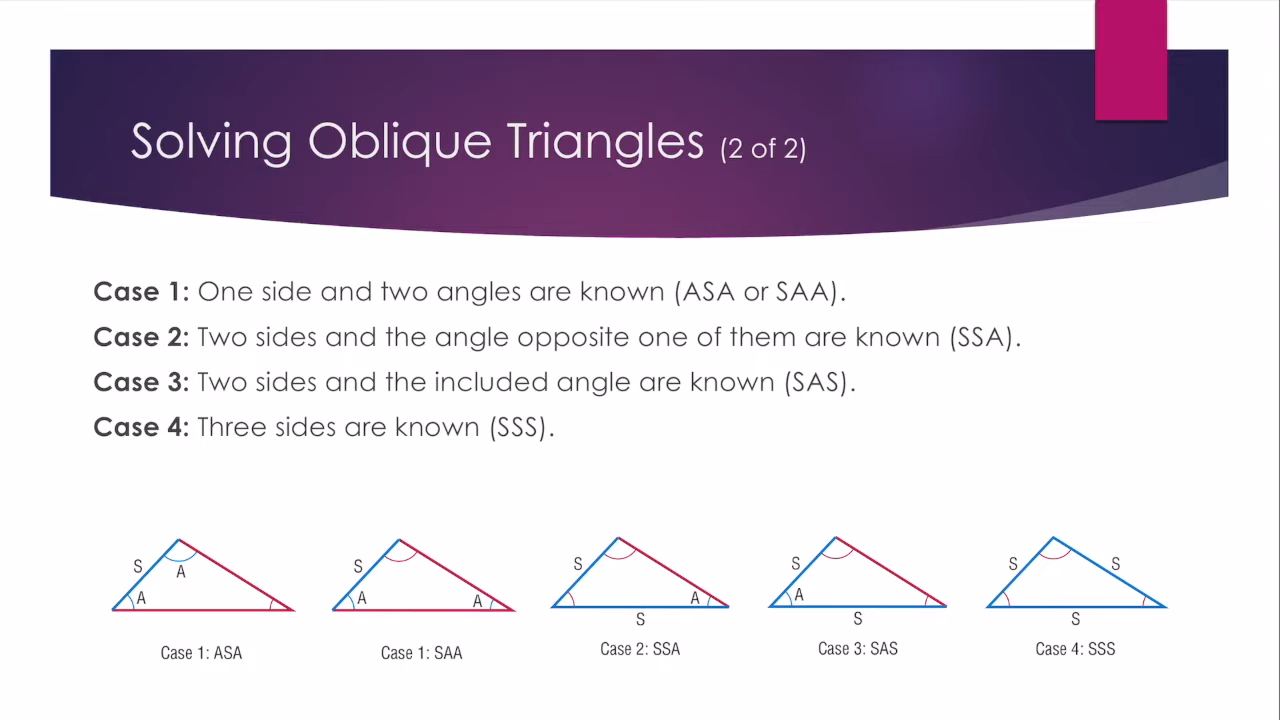 Solving Oblique Triangles (2 of 2)
Case 1: One side and two angles are known (ASA or SAA).
Case 2: Two sides and the angle opposite one of them are known (SSA).
Case 3: Two sides and the included angle are known (SAS).
Case 4: Three sides are known (SSS).
S
A
A
Case 1: ASA
S
A
A
Case 1: SAA
S
A
S
Case 2: SSA
S
A
S
Case 3: SAS
S
S
S
Case 4: SSS